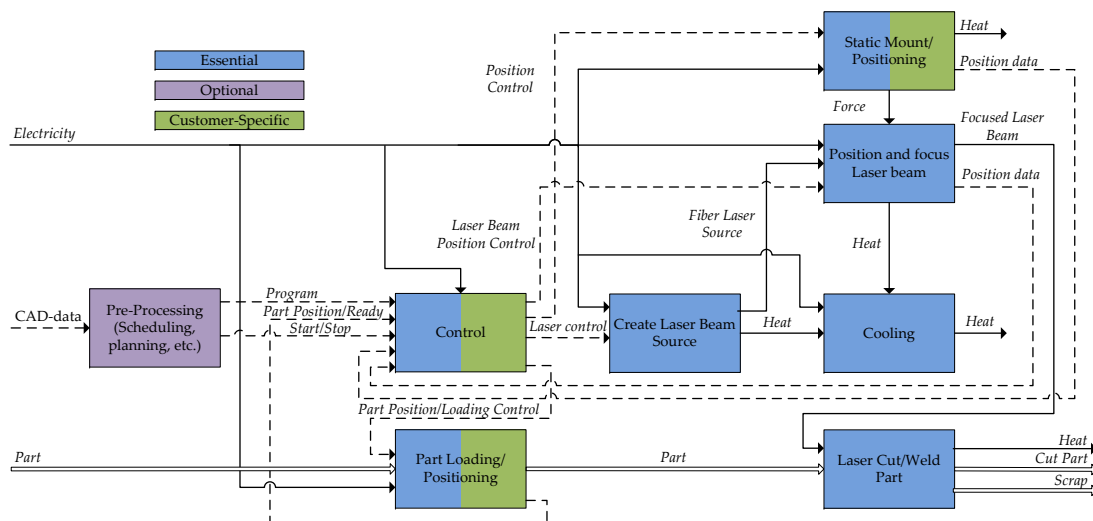 Essential
Optional
Customer-Specific
Electricity
Position
Control
Static Mount/
Positioning
Heat
Position data
Force
Focused Laser
Beam
Position and focus
Laser beam
Position data
Laser Beam
Position Control
Fiber Laser
Source
Heat
CAD-data
Pre-Processing
(Scheduling,
planning, etc.)
Program
Part Position/Ready
Start/Stop
Control
Laser control
Create Laser Beam
Source
Heat
Cooling
Heat
Part Position/Loading Control
Part
Part Loading/
Positioning
Part
Laser Cut/Weld
Part
Heat
Cut Part
Scrap